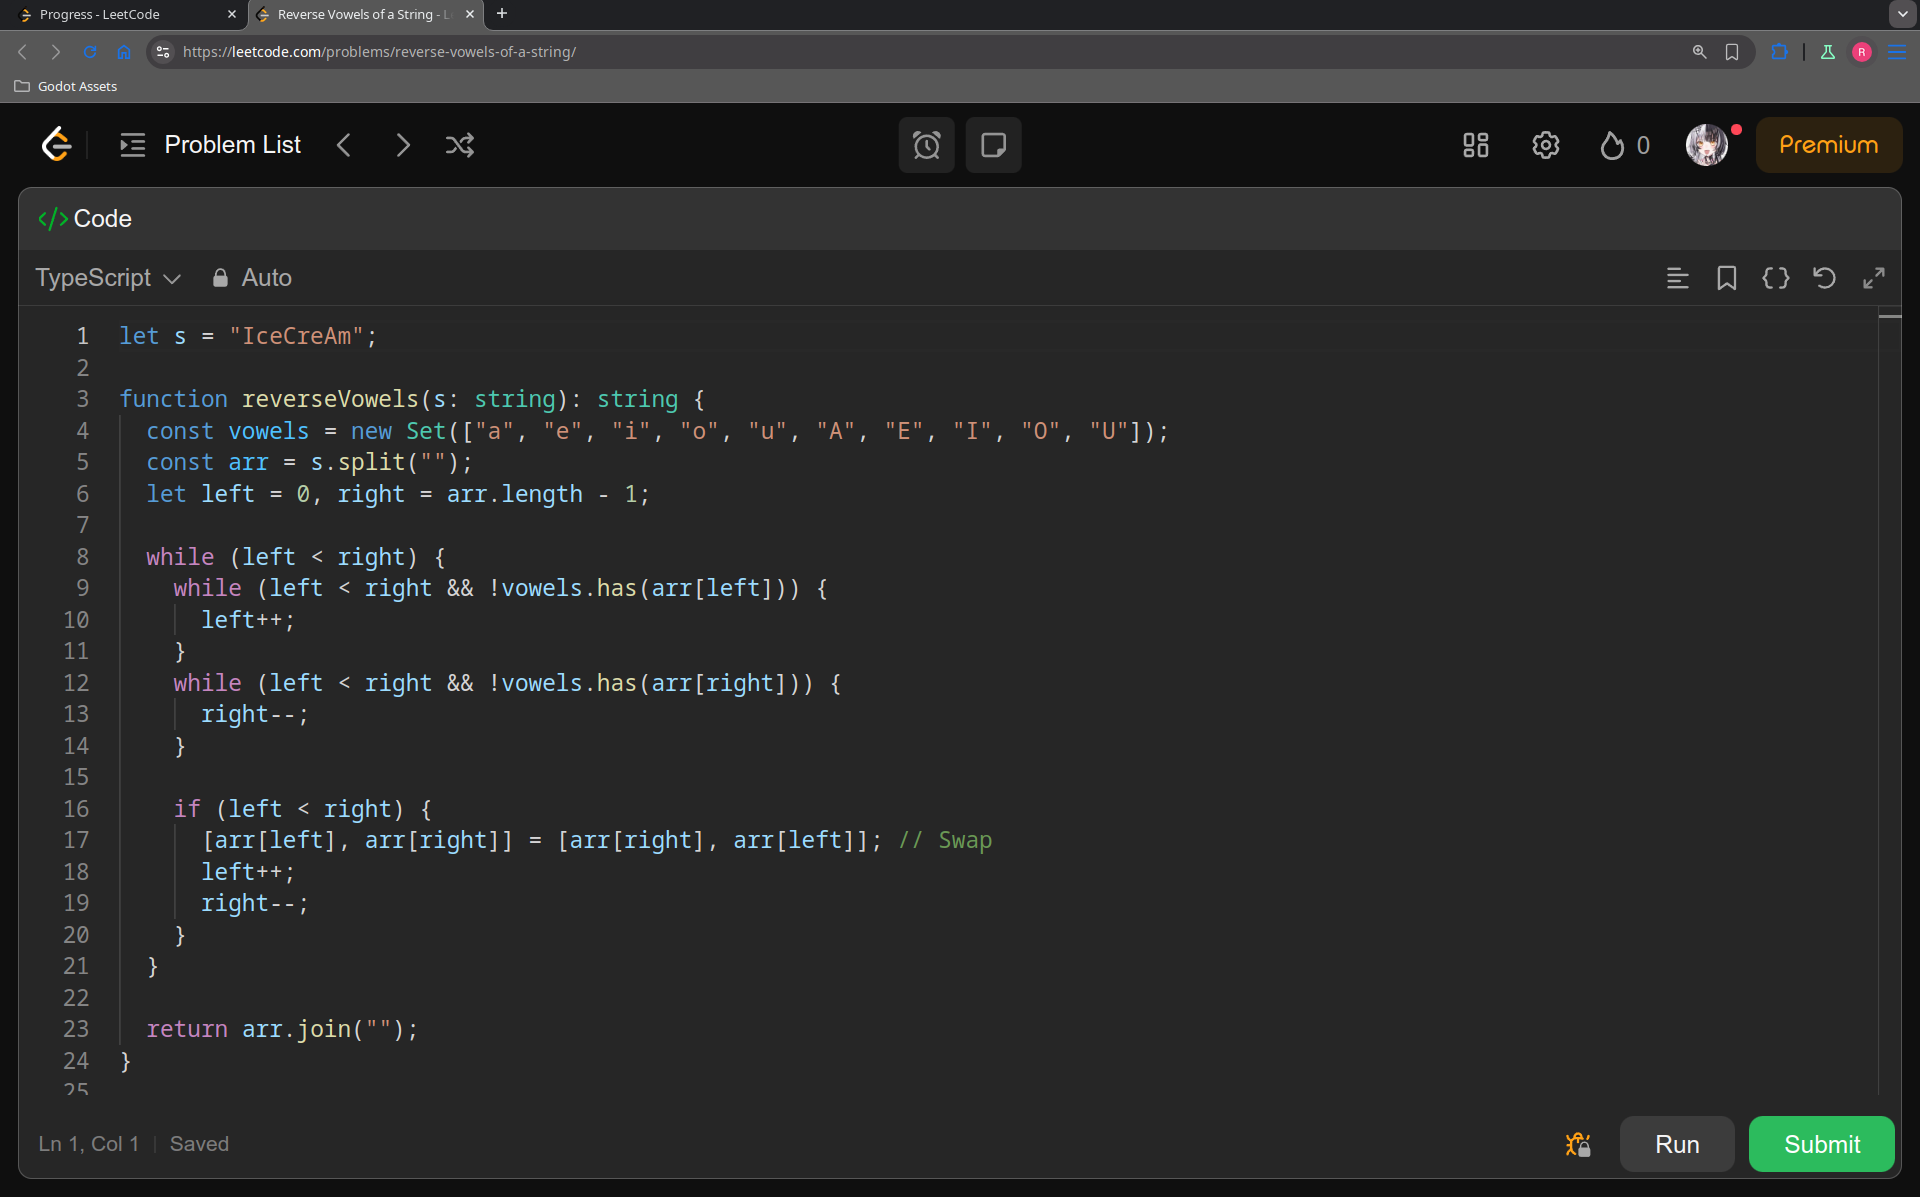 Progress - LeetCode
Reverse Vowels of a String - L
https://leetcode.com/problems/reverse-vowels-of-a-string/
R
Godot Assets
Problem List
0
Premium
</> Code
TypeScript
Auto
1 let s = "IceCreAm";
2
3 function reverseVowels(s: string): string {
4   const vowels = new Set(["a", "e", "i", "o", "u", "A", "E", "I", "O", "U"]);
5   const arr = s.split("");
6   let left = 0, right = arr.length - 1;
7
8   while (left < right) {
9     while (left < right && !vowels.has(arr[left])) {
10       left++;
11     }
12     while (left < right && !vowels.has(arr[right])) {
13       right--;
14     }
15
16     if (left < right) {
17       [arr[left], arr[right]] = [arr[right], arr[left]]; // Swap
18       left++;
19       right--;
20     }
21   }
22
23   return arr.join("");
24 }
25
Ln 1, Col 1
Saved
Run
Submit